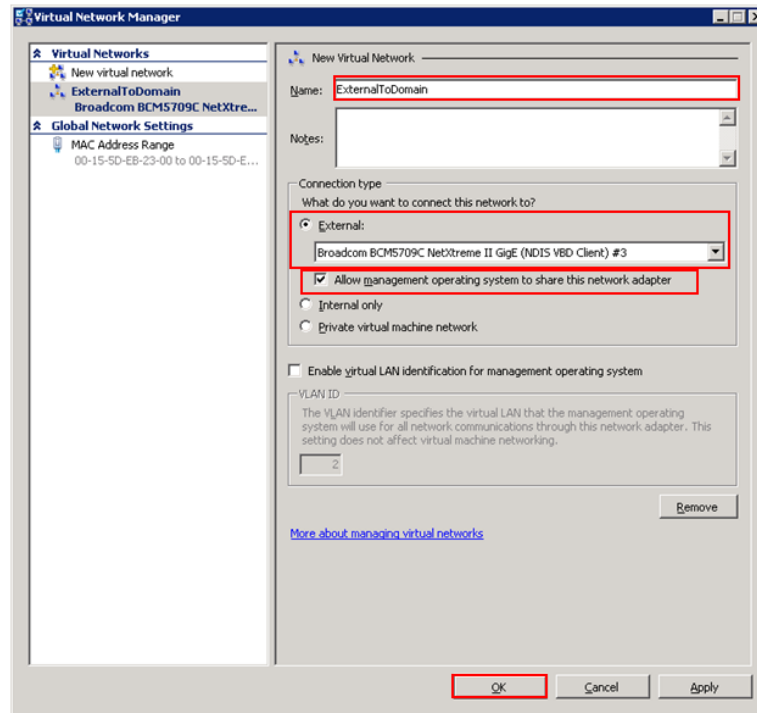 Virtual Network Manager
Virtual Networks
New virtual network
ExternalToDomain
Broadcom BCM5709C NetXtre...
Global Network Settings
MAC Address Range
00-15-5D-EB-23-00 to 00-15-5D-E...
New Virtual Network
Name: ExternalToDomain
Notes:
Connection type
What do you want to connect this network to?
External:
Broadcom BCM5709C NetXtreme II GigE (NDIS VBD Client) #3
Allow management operating system to share this network adapter
Internal only
Private virtual machine network
Enable virtual LAN identification for management operating system
VLAN ID
The VLAN identifier specifies the virtual LAN that the management operating
system will use for all network communications through this network adapter. This
setting does not affect virtual machine networking.
2
Remove
More about managing virtual networks
OK Cancel Apply